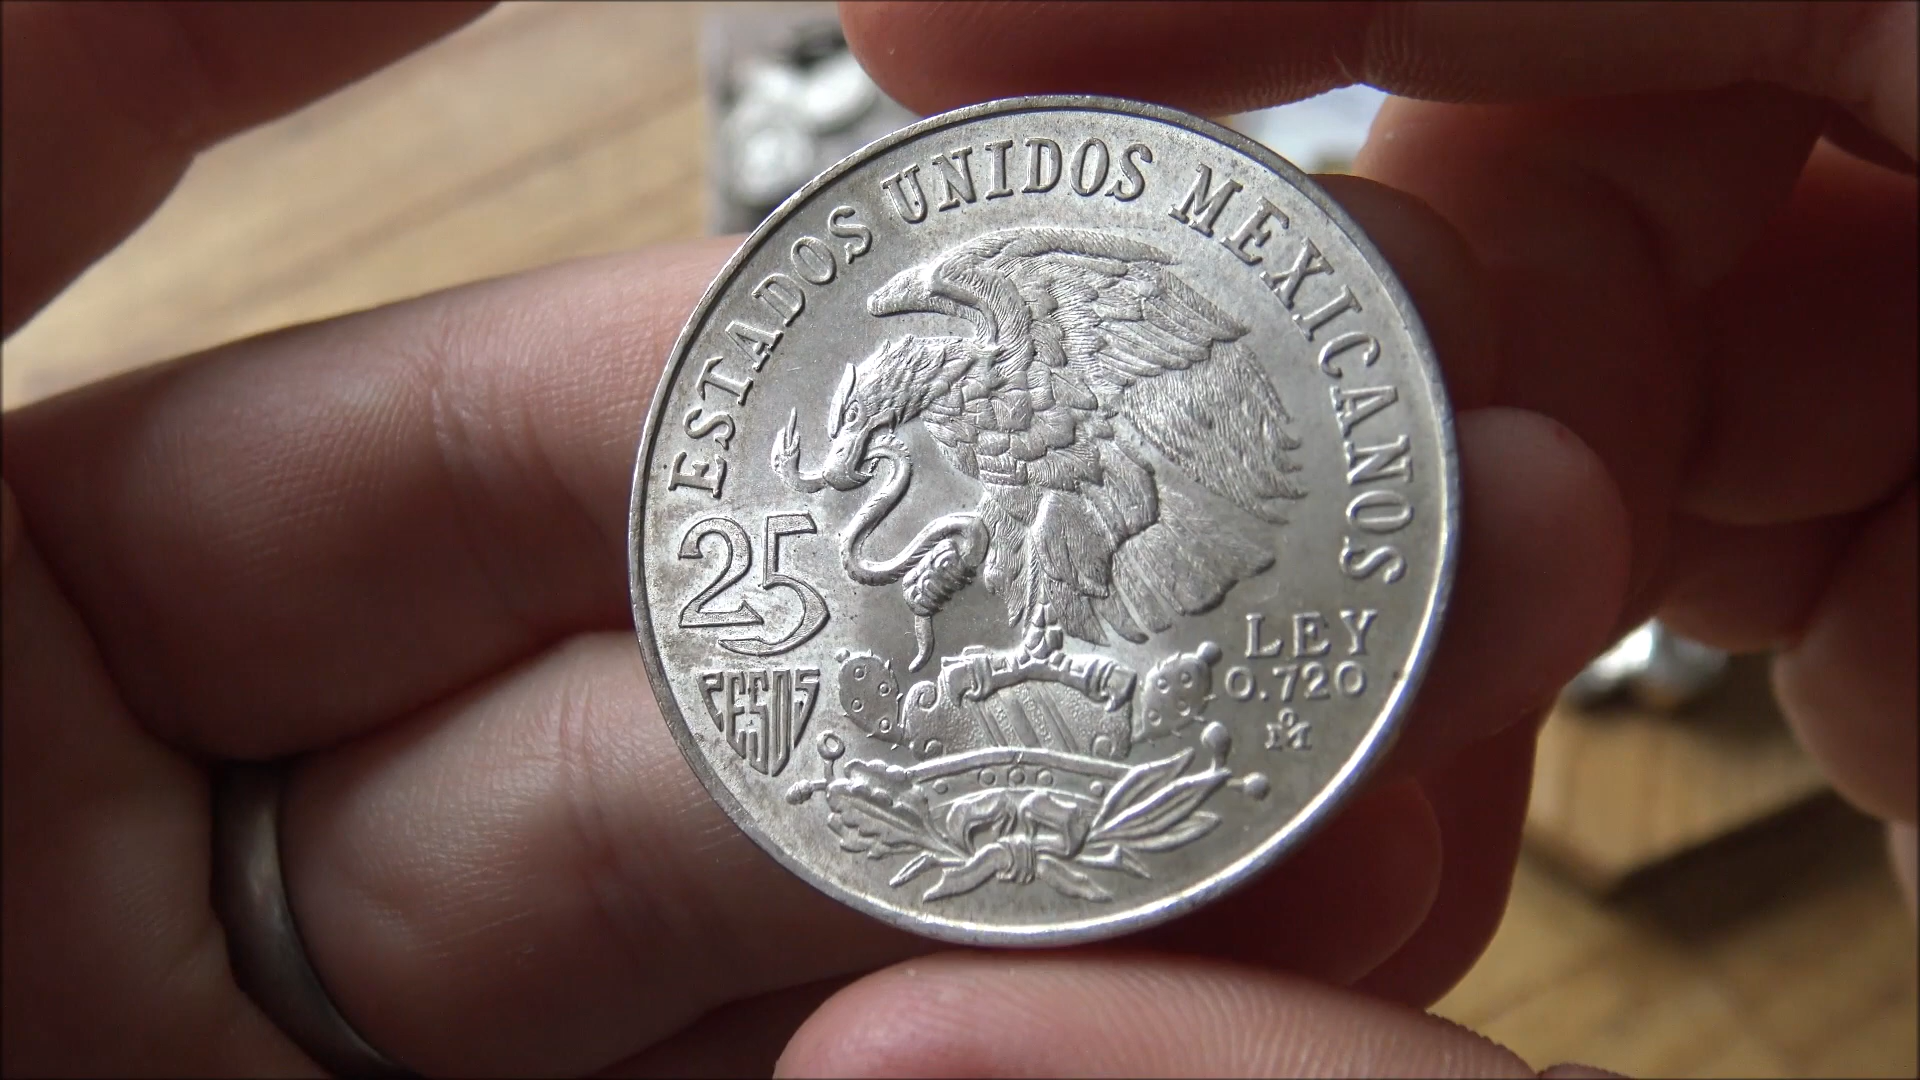 ESTADOS UNIDOS MEXICANOS
25
PESOS
LEY
0.720
M̊